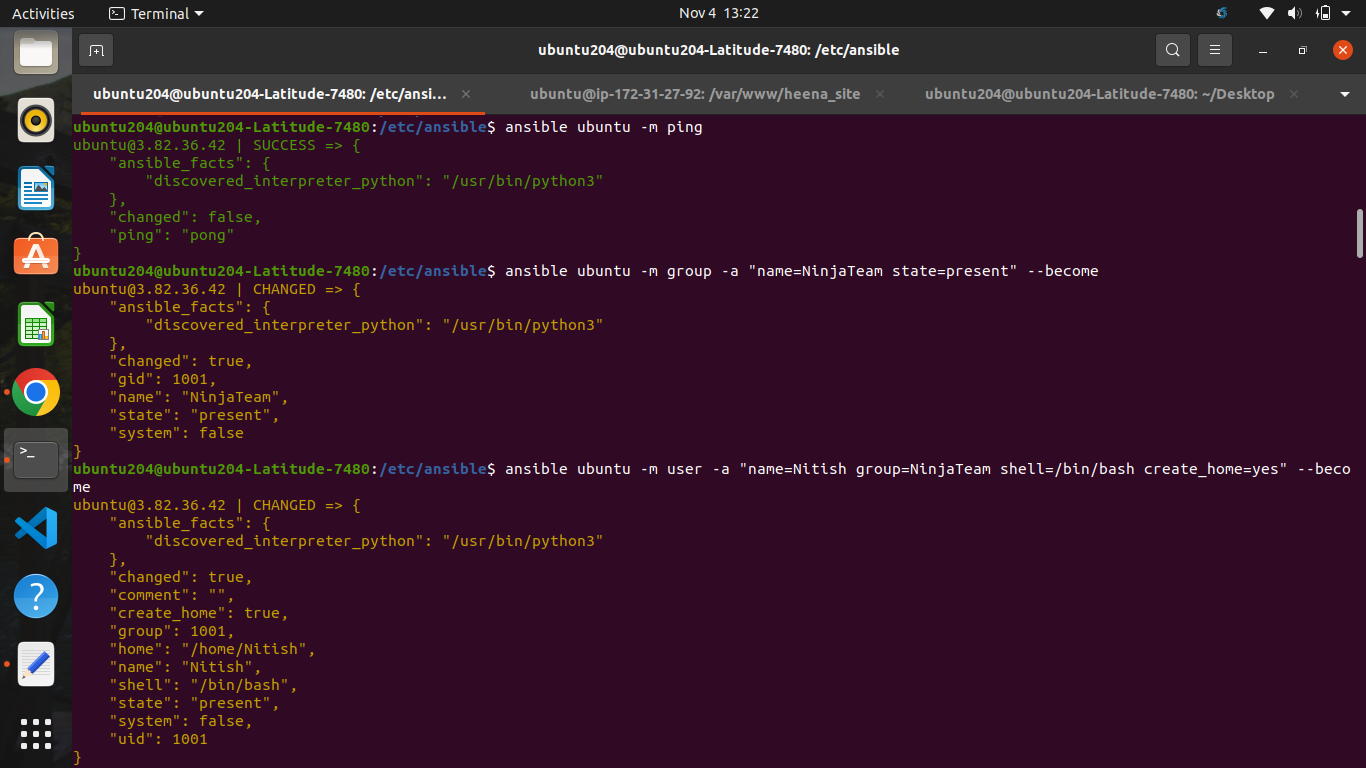 Activities Terminal Nov 4 13:22
ubuntu204@ubuntu204-Latitude-7480: /etc/ansible
ubuntu204@ubuntu204-Latitude-7480: /etc/ansi... ubuntu@ip-172-31-27-92: /var/www/heena_site ubuntu204@ubuntu204-Latitude-7480: ~/Desktop
ubuntu204@ubuntu204-Latitude-7480:/etc/ansible$ ansible ubuntu -m ping
ubuntu@3.82.36.42 | SUCCESS => {
    "ansible_facts": {
        "discovered_interpreter_python": "/usr/bin/python3"
    },
    "changed": false,
    "ping": "pong"
}
ubuntu204@ubuntu204-Latitude-7480:/etc/ansible$ ansible ubuntu -m group -a "name=NinjaTeam state=present" --become
ubuntu@3.82.36.42 | CHANGED => {
    "ansible_facts": {
        "discovered_interpreter_python": "/usr/bin/python3"
    },
    "changed": true,
    "gid": 1001,
    "name": "NinjaTeam",
    "state": "present",
    "system": false
}
ubuntu204@ubuntu204-Latitude-7480:/etc/ansible$ ansible ubuntu -m user -a "name=Nitish group=NinjaTeam shell=/bin/bash create_home=yes" --beco
me
ubuntu@3.82.36.42 | CHANGED => {
    "ansible_facts": {
        "discovered_interpreter_python": "/usr/bin/python3"
    },
    "changed": true,
    "comment": "",
    "create_home": true,
    "group": 1001,
    "home": "/home/Nitish",
    "name": "Nitish",
    "shell": "/bin/bash",
    "state": "present",
    "system": false,
    "uid": 1001
}